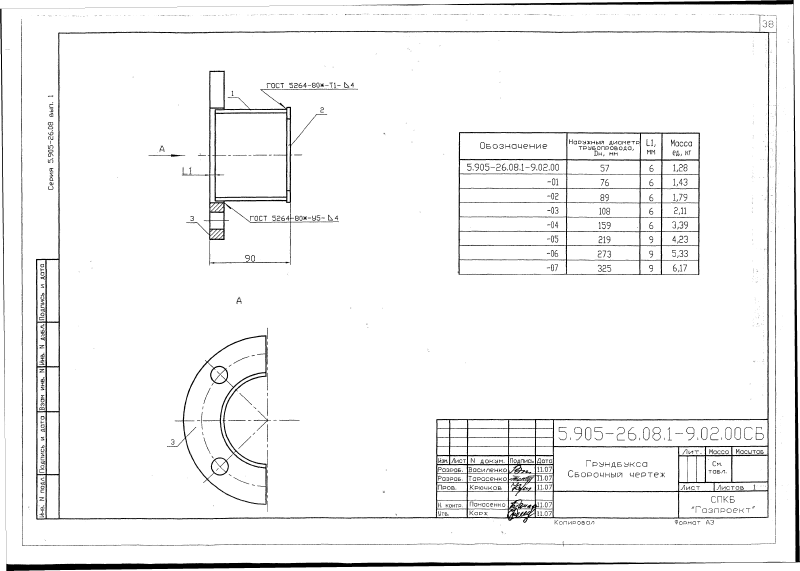 38
Серия 5.905-26.08 вып. 1
ГОСТ 5264-80Ж-Т1-D.4
1
2
А
L1
3
ГОСТ 5264-80Ж-У5-D.4
90
А
3
Обозначение | Наружный диаметр трубопровода, Dн, мм | L1, мм | Масса ед, кг
5.905-26.08.1-9.02.00 57 6 1,28
-01 76 6 1,43
-02 89 6 1,79
-03 108 6 2,11
-04 159 6 3,39
-05 219 9 4,23
-06 273 9 5,33
-07 325 9 6,17
Подпись и дата
Инв. N дубл.
Взам инв. N
Подпись и дата
Инв. N подл.
5.905-26.08.1-9.02.00СБ
Изм. Лист N докум. Подпись Дата
Разраб. Василенко 11.07
Разраб. Тарасенко 11.07
Пров. Крючков 11.07
Н. контр. Панасенко 11.07
Утв. Корж 11.07
Грундбукса
Сборочный чертеж
Лит. Масса Масштаб
См. табл.
Лист Листов 1
СПКБ
"Газпроект"
Копировал Формат А3